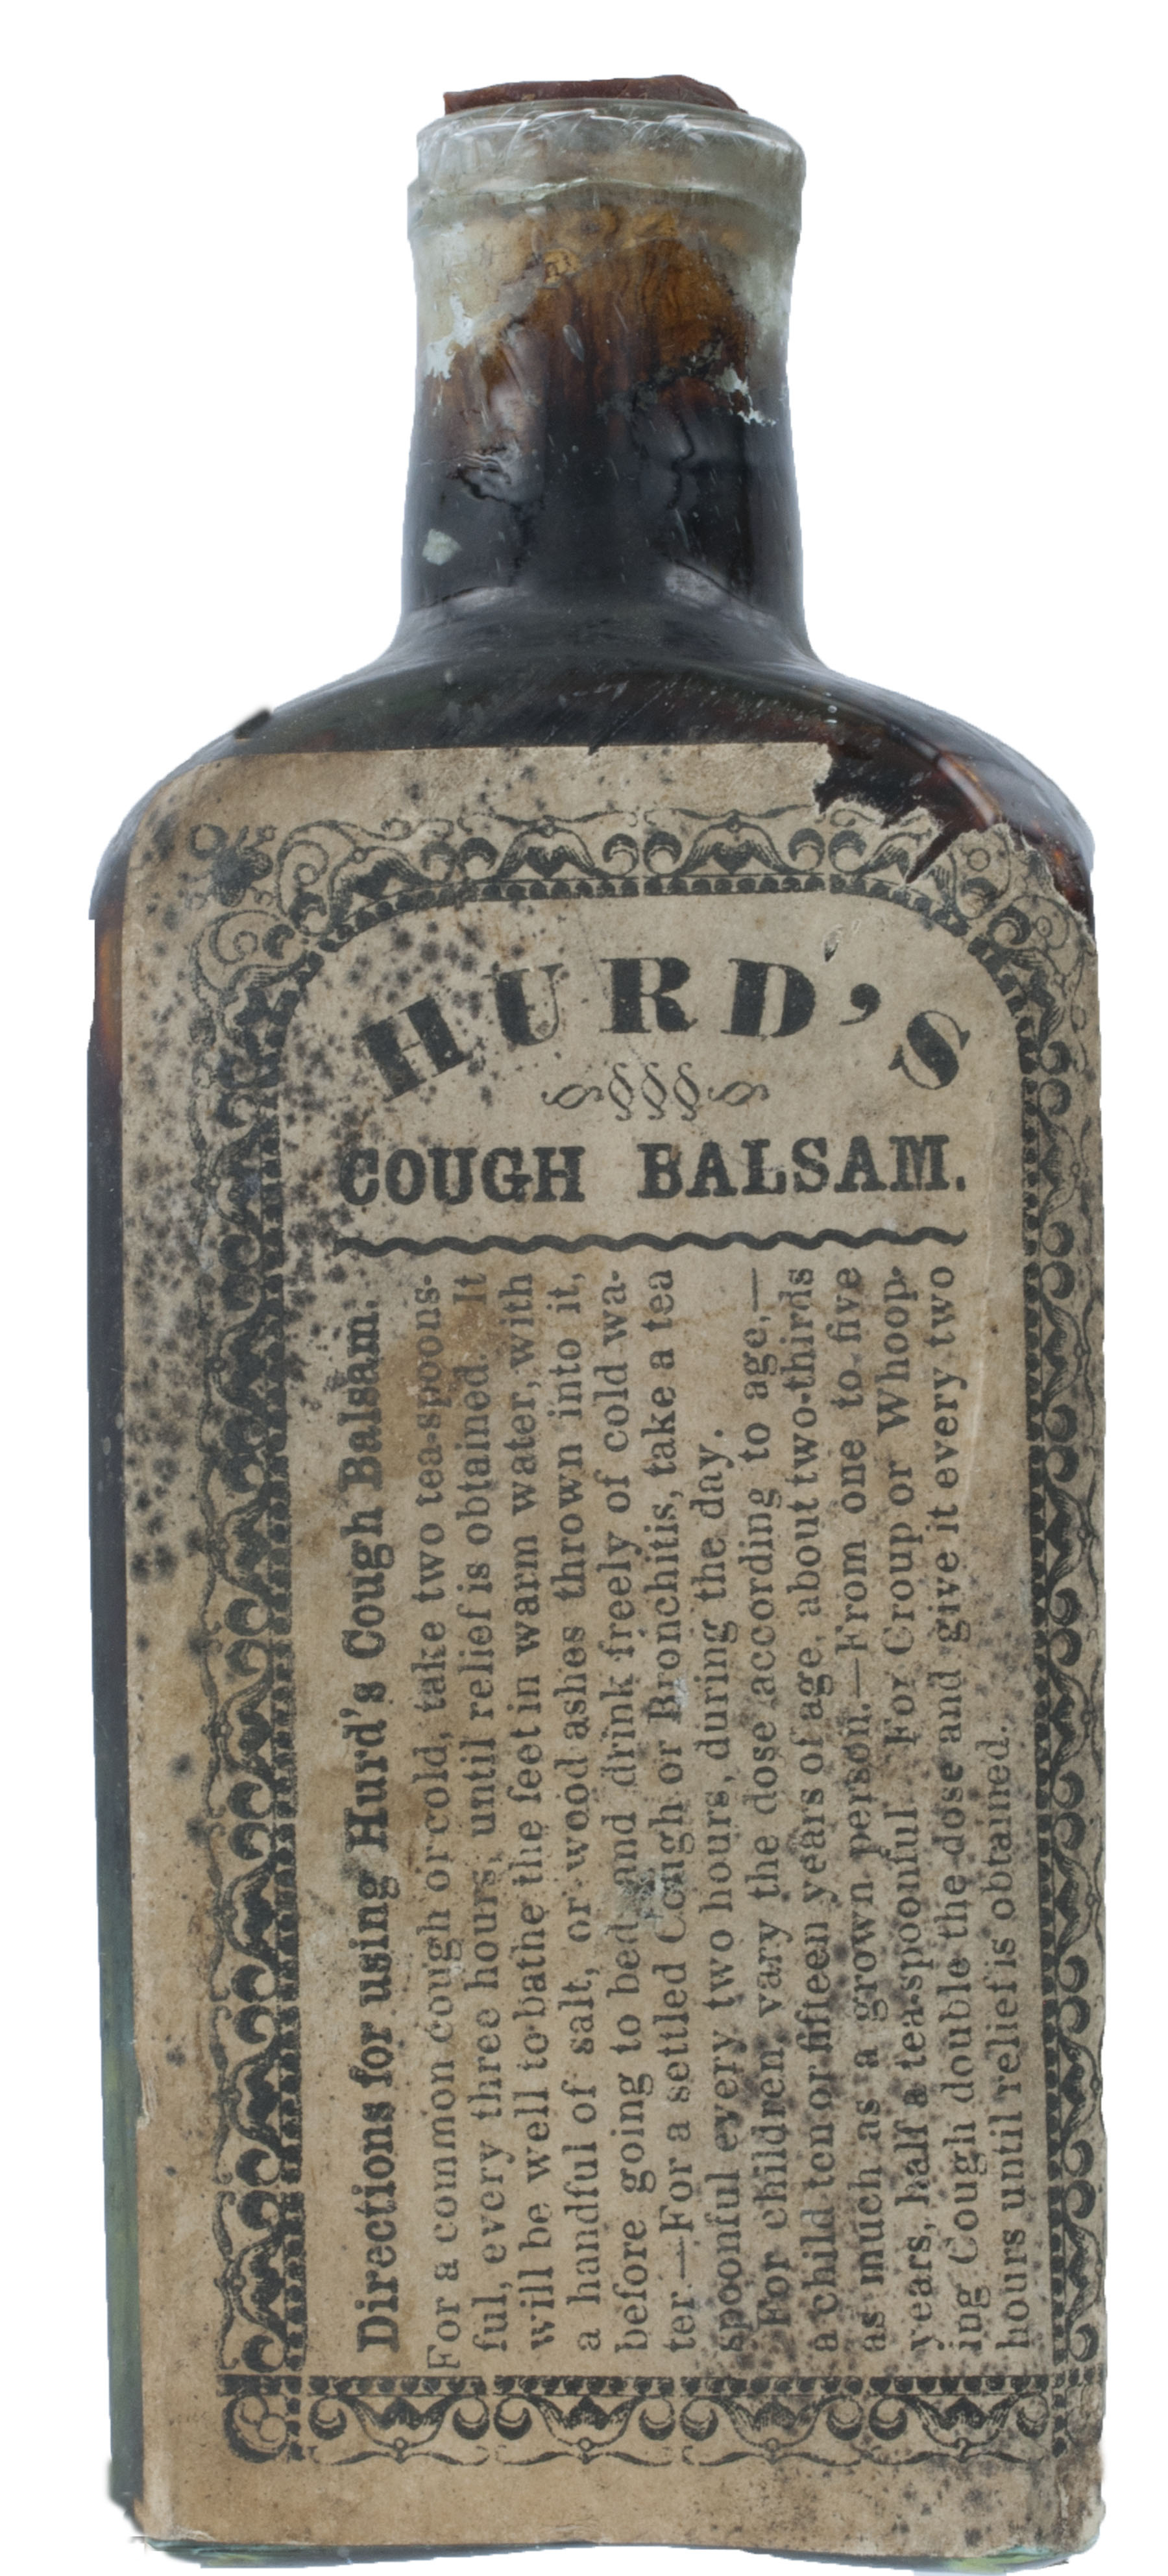 HURD'S
COUGH BALSAM.
Directions for using Hurd's Cough Balsam.
For a common cough or cold, take two tea-spoons-
ful, every three hours, until relief is obtained. It
will be well to bathe the feet in warm water, with
a handful of salt, or wood ashes thrown into it,
before going to bed and drink freely of cold wa-
ter.—For a settled Cough or Bronchitis, take a tea
spoonful every two hours, during the day.
For children, vary the dose according to age,—
a child ten or fifteen years of age, about two-thirds
as much as a grown person.—From one to five
years, half a tea-spoonful For Croup or Whoop-
ing Cough double the dose and give it every two
hours until relief is obtained.